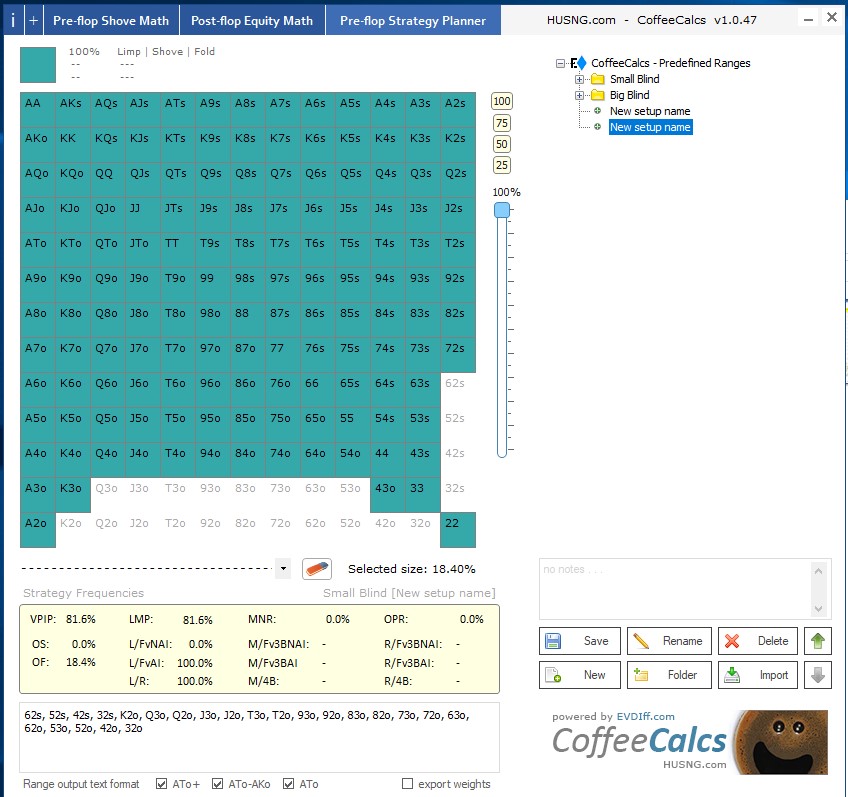 i + Pre-flop Shove Math Post-flop Equity Math Pre-flop Strategy Planner HUSNG.com - CoffeeCalcs v1.0.47
100% Limp | Shove | Fold
-- ---
-- ---
AA AKs AQs AJs ATs A9s A8s A7s A6s A5s A4s A3s A2s
AKo KK KQs KJs KTs K9s K8s K7s K6s K5s K4s K3s K2s
AQo KQo QQ QJs QTs Q9s Q8s Q7s Q6s Q5s Q4s Q3s Q2s
AJo KJo QJo JJ JTs J9s J8s J7s J6s J5s J4s J3s J2s
ATo KTo QTo JTo TT T9s T8s T7s T6s T5s T4s T3s T2s
A9o K9o Q9o J9o T9o 99 98s 97s 96s 95s 94s 93s 92s
A8o K8o Q8o J8o T8o 98o 88 87s 86s 85s 84s 83s 82s
A7o K7o Q7o J7o T7o 97o 87o 77 76s 75s 74s 73s 72s
A6o K6o Q6o J6o T6o 96o 86o 76o 66 65s 64s 63s 62s
A5o K5o Q5o J5o T5o 95o 85o 75o 65o 55 54s 53s 52s
A4o K4o Q4o J4o T4o 94o 84o 74o 64o 54o 44 43s 42s
A3o K3o Q3o J3o T3o 93o 83o 73o 63o 53o 43o 33 32s
A2o K2o Q2o J2o T2o 92o 82o 72o 62o 52o 42o 32o 22
100
75
50
25
100%
CoffeeCalcs - Predefined Ranges
Small Blind
Big Blind
New setup name
New setup name
Selected size: 18.40%
Strategy Frequencies Small Blind [New setup name]
VPIP: 81.6% LMP: 81.6% MNR: 0.0% OPR: 0.0%
OS: 0.0% L/FvNAI: 0.0% M/Fv3BNAI: - R/Fv3BNAI: -
OF: 18.4% L/FvAI: 100.0% M/Fv3BAI - R/Fv3BAI: -
L/R: 100.0% M/4B: - R/4B: -
62s, 52s, 42s, 32s, K2o, Q3o, Q2o, J3o, J2o, T3o, T2o, 93o, 92o, 83o, 82o, 73o, 72o, 63o,
62o, 53o, 52o, 42o, 32o
Range output text format ATo+ ATo-AKo ATo export weights
no notes . . .
Save Rename Delete
New Folder Import
powered by EVDIff.com
CoffeeCalcs
HUSNG.com